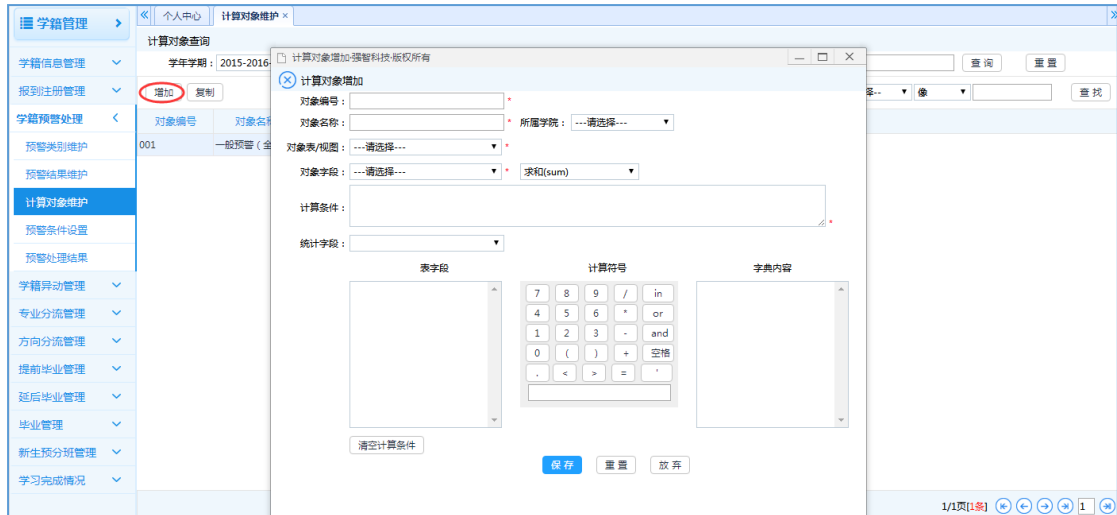 学籍管理
个人中心 计算对象维护 ×
计算对象查询
学籍信息管理
学年学期： 2015-2016-
计算对象增加-强智科技-版权所有
查 询 重 置
计算对象增加
报到注册管理
增加 复制
像
查 找
对象编号： *
学籍预警处理
对象编号
对象名称： * 所属学院： ---请选择---
预警类别维护
001 一般预警 ( 全
对象表/视图： ---请选择--- *
预警结果维护
对象字段： ---请选择--- * 求和(sum)
计算对象维护
计算条件： *
预警条件设置
预警处理结果
统计字段：
表字段 计算符号 字典内容
学籍异动管理
7 8 9 / in
专业分流管理
4 5 6 * or
方向分流管理
1 2 3 - and
提前毕业管理
0 ( ) + 空格
延后毕业管理
. < > = '
毕业管理
清空计算条件
新生预分班管理
保 存 重 置 放 弃
学习完成情况
1/1页[1条] 1